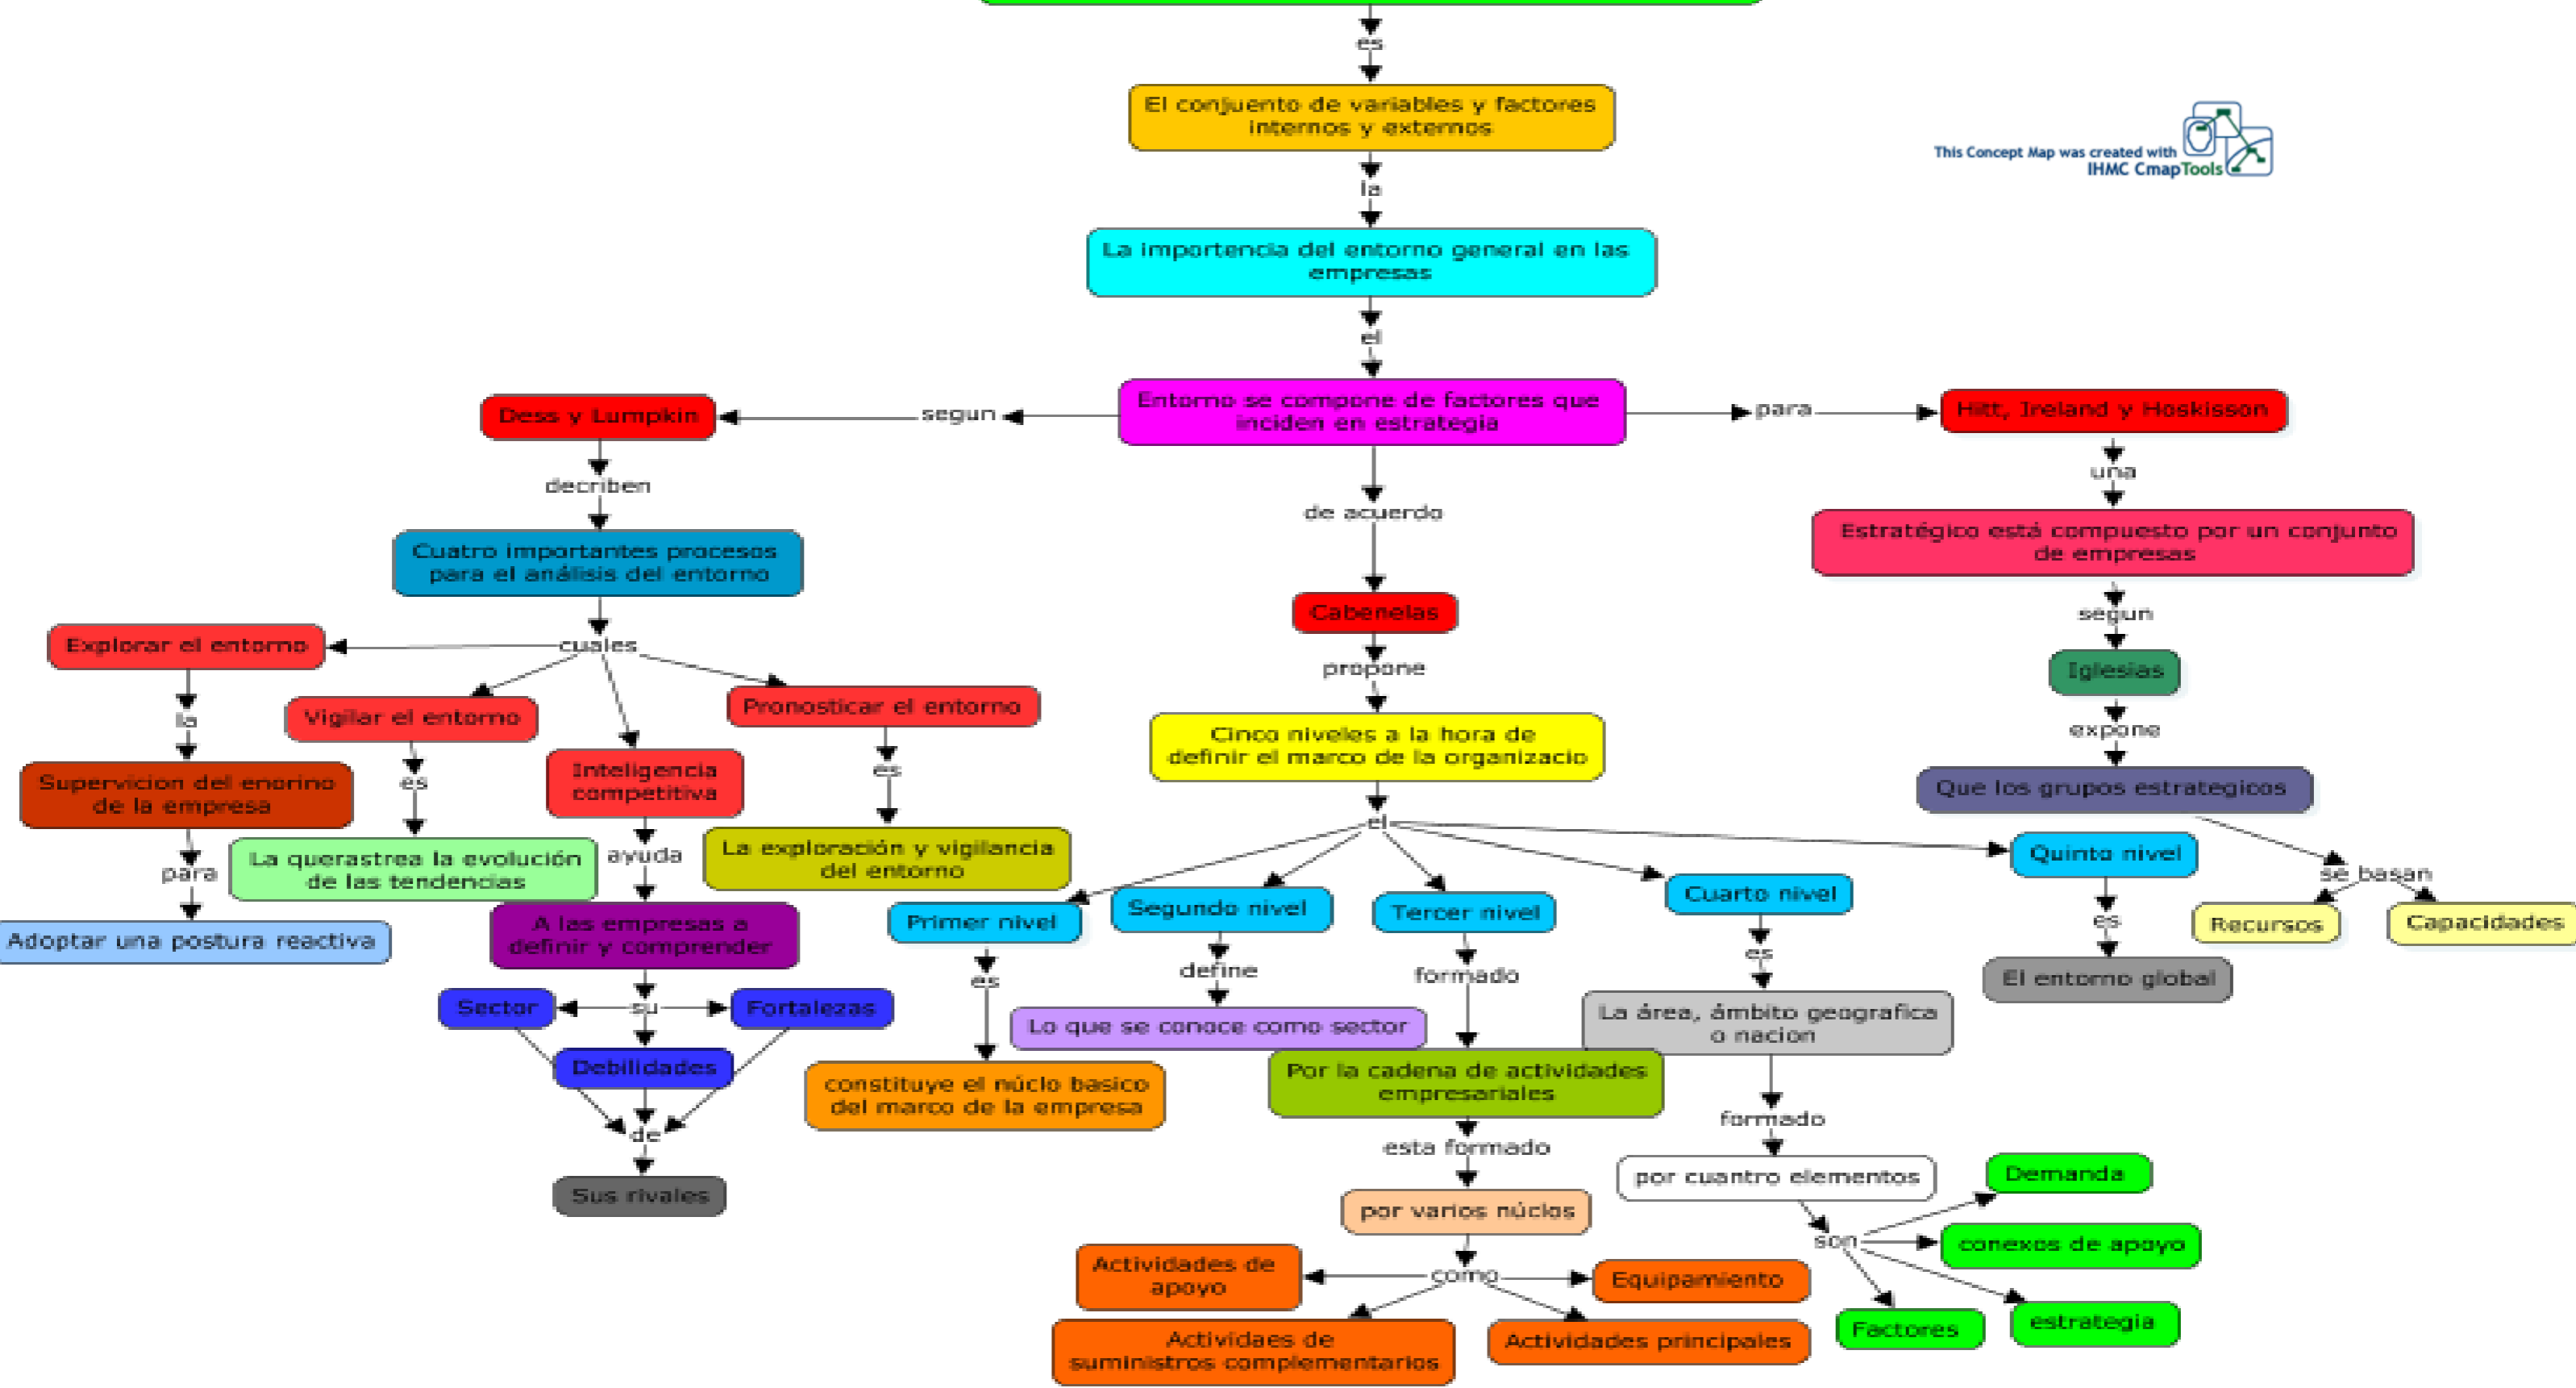 es
El conjuento de variables y factores
internos y externos
This Concept Map was created with
IHMC CmapTools
la
La importencia del entorno general en las
empresas
el
Entorno se compone de factores que
inciden en estrategia
segun
Dess y Lumpkin
para
Hitt, Ireland y Hoskisson
decriben
Cuatro importantes procesos
para el análisis del entorno
cuales
Explorar el entorno
la
Supervicion del enorino
de la empresa
para
Adoptar una postura reactiva
Vigilar el entorno
es
La querastrea la evolución
de las tendencias
Inteligencia
competitiva
ayuda
A las empresas a
definir y comprender
su
Sector
Fortalezas
Debilidades
de
Sus rivales
Pronosticar el entorno
es
La exploración y vigilancia
del entorno
de acuerdo
Cabenelas
propone
Cinco niveles a la hora de
definir el marco de la organizacio
el
Primer nivel
es
constituye el núclo basico
del marco de la empresa
Segundo nivel
define
Lo que se conoce como sector
Tercer nivel
formado
Por la cadena de actividades
empresariales
esta formado
por varios núclos
como
Actividades de
apoyo
Actividaes de
suministros complementarios
Actividades principales
Equipamiento
Cuarto nivel
es
La área, ámbito geografica
o nacion
formado
por cuantro elementos
son
Demanda
conexos de apoyo
estrategia
Factores
Quinto nivel
es
El entorno global
una
Estratégico está compuesto por un conjunto
de empresas
segun
Iglesias
expone
Que los grupos estrategicos
se basan
Recursos
Capacidades